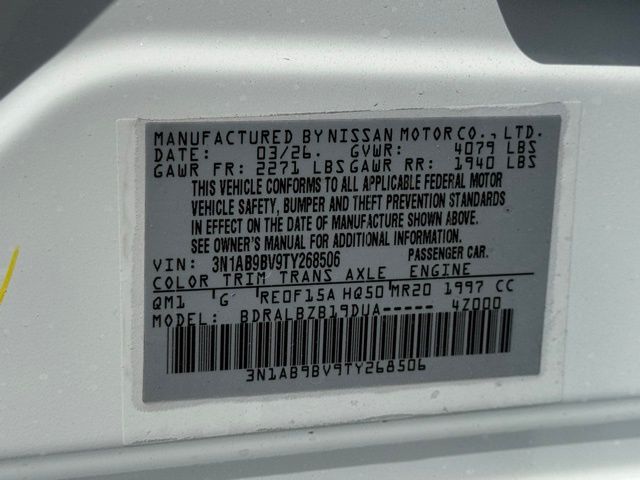 MANUFACTURED BY NISSAN MOTOR CO., LTD.
DATE: 03/26. GVWR: 4079 LBS
GAWR FR: 2271 LBS GAWR RR: 1940 LBS
THIS VEHICLE CONFORMS TO ALL APPLICABLE FEDERAL MOTOR
VEHICLE SAFETY, BUMPER AND THEFT PREVENTION STANDARDS
IN EFFECT ON THE DATE OF MANUFACTURE SHOWN ABOVE.
SEE OWNER'S MANUAL FOR ADDITIONAL INFORMATION
VIN: 3N1AB9BV9TY268506 PASSENGER CAR.
COLOR TRIM TRANS AXLE ENGINE
QM1 G RE0F15A HQ50 MR20 1997 CC
MODEL: BDRALBZB19DUA----- 4Z000
3N1AB9BV9TY268506